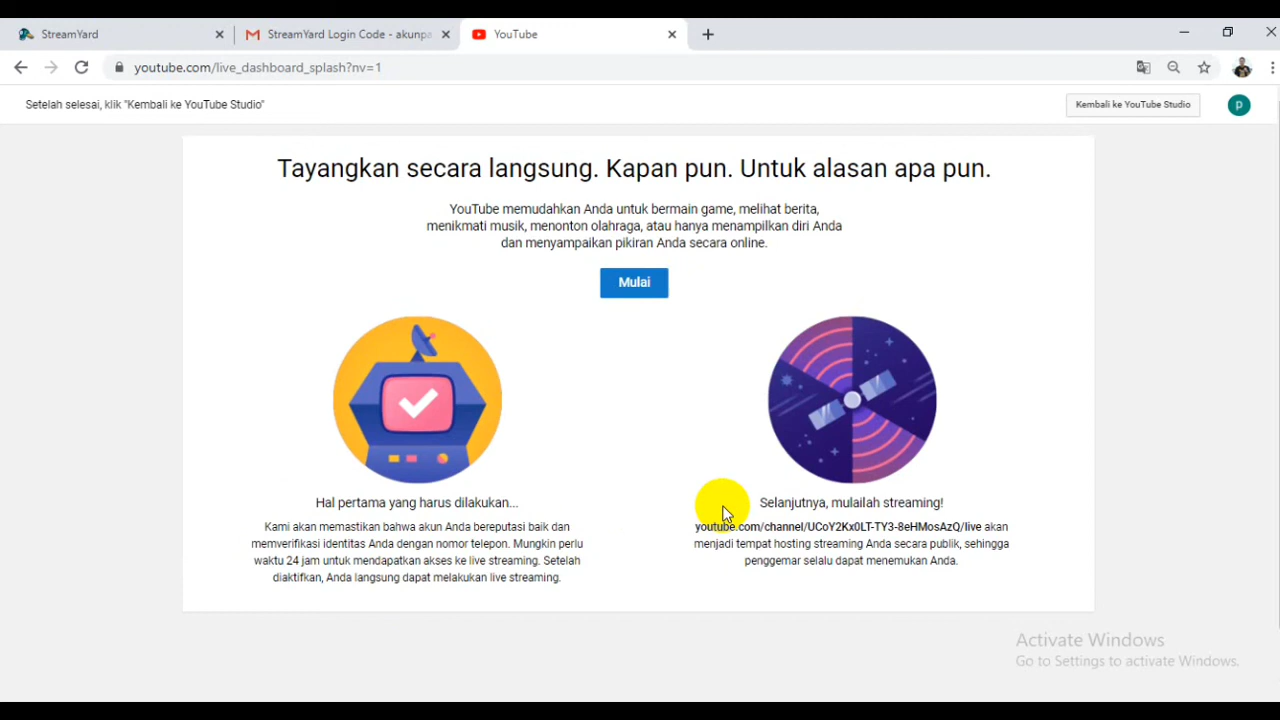 StreamYard
StreamYard Login Code - akunpa
YouTube
youtube.com/live_dashboard_splash?nv=1
Setelah selesai, klik "Kembali ke YouTube Studio"
Kembali ke YouTube Studio
p
Tayangkan secara langsung. Kapan pun. Untuk alasan apa pun.
YouTube memudahkan Anda untuk bermain game, melihat berita,
menikmati musik, menonton olahraga, atau hanya menampilkan diri Anda
dan menyampaikan pikiran Anda secara online.
Mulai
Hal pertama yang harus dilakukan...
Kami akan memastikan bahwa akun Anda bereputasi baik dan
memverifikasi identitas Anda dengan nomor telepon. Mungkin perlu
waktu 24 jam untuk mendapatkan akses ke live streaming. Setelah
diaktifkan, Anda langsung dapat melakukan live streaming.
Selanjutnya, mulailah streaming!
youtube.com/channel/UCoY2Kx0LT-TY3-8eHMosAzQ/live akan
menjadi tempat hosting streaming Anda secara publik, sehingga
penggemar selalu dapat menemukan Anda.
Activate Windows
Go to Settings to activate Windows.